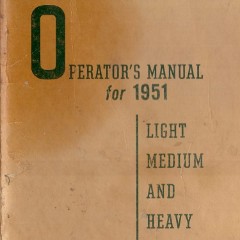 OPERATOR'S MANUAL
for 1951
LIGHT
MEDIUM
AND
HEAVY